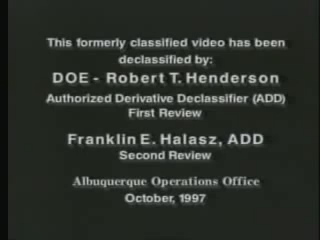 This formerly classified video has been
declassified by:
DOE - Robert T. Henderson
Authorized Derivative Declassifier (ADD)
First Review
Franklin E. Halasz, ADD
Second Review
Albuquerque Operations Office
October, 1997